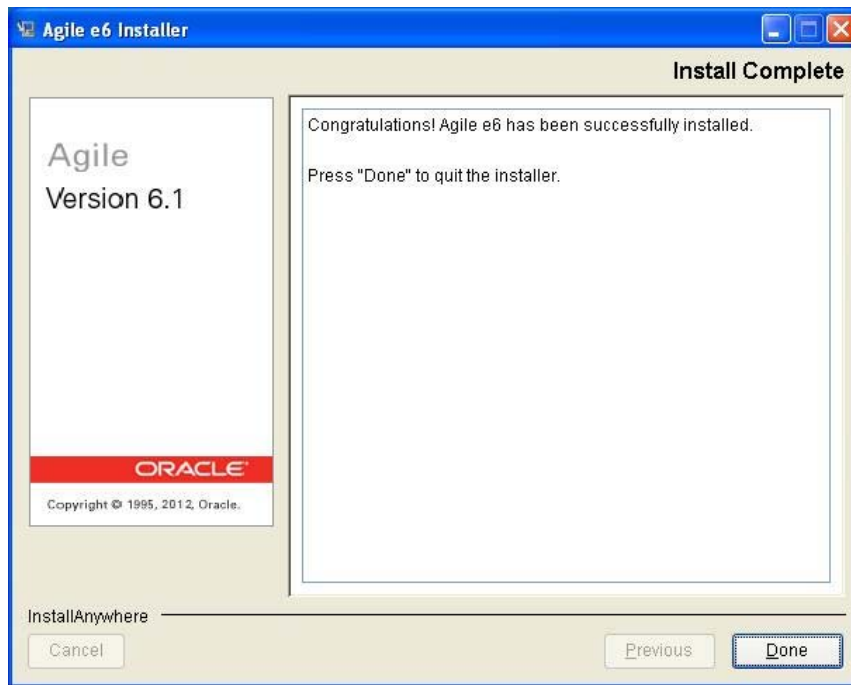 Agile e6 Installer
Install Complete
Agile
Version 6.1
ORACLE
Copyright © 1995, 2012, Oracle.
Congratulations! Agile e6 has been successfully installed.
Press "Done" to quit the installer.
InstallAnywhere
Cancel
Previous
Done